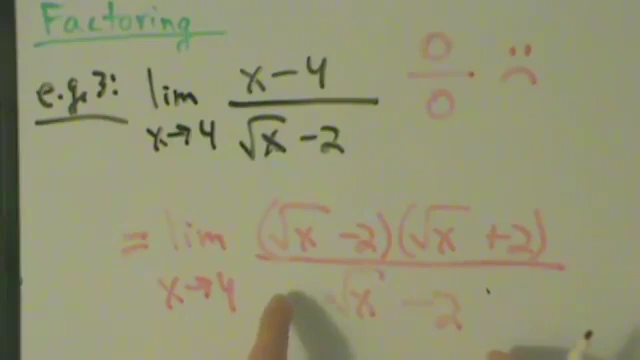 Factoring
e.g. 3: lim x→4 (x-4)/(√x -2) 0/0 :(
= lim x→4 (√x -2)(√x +2)/(√x -2)